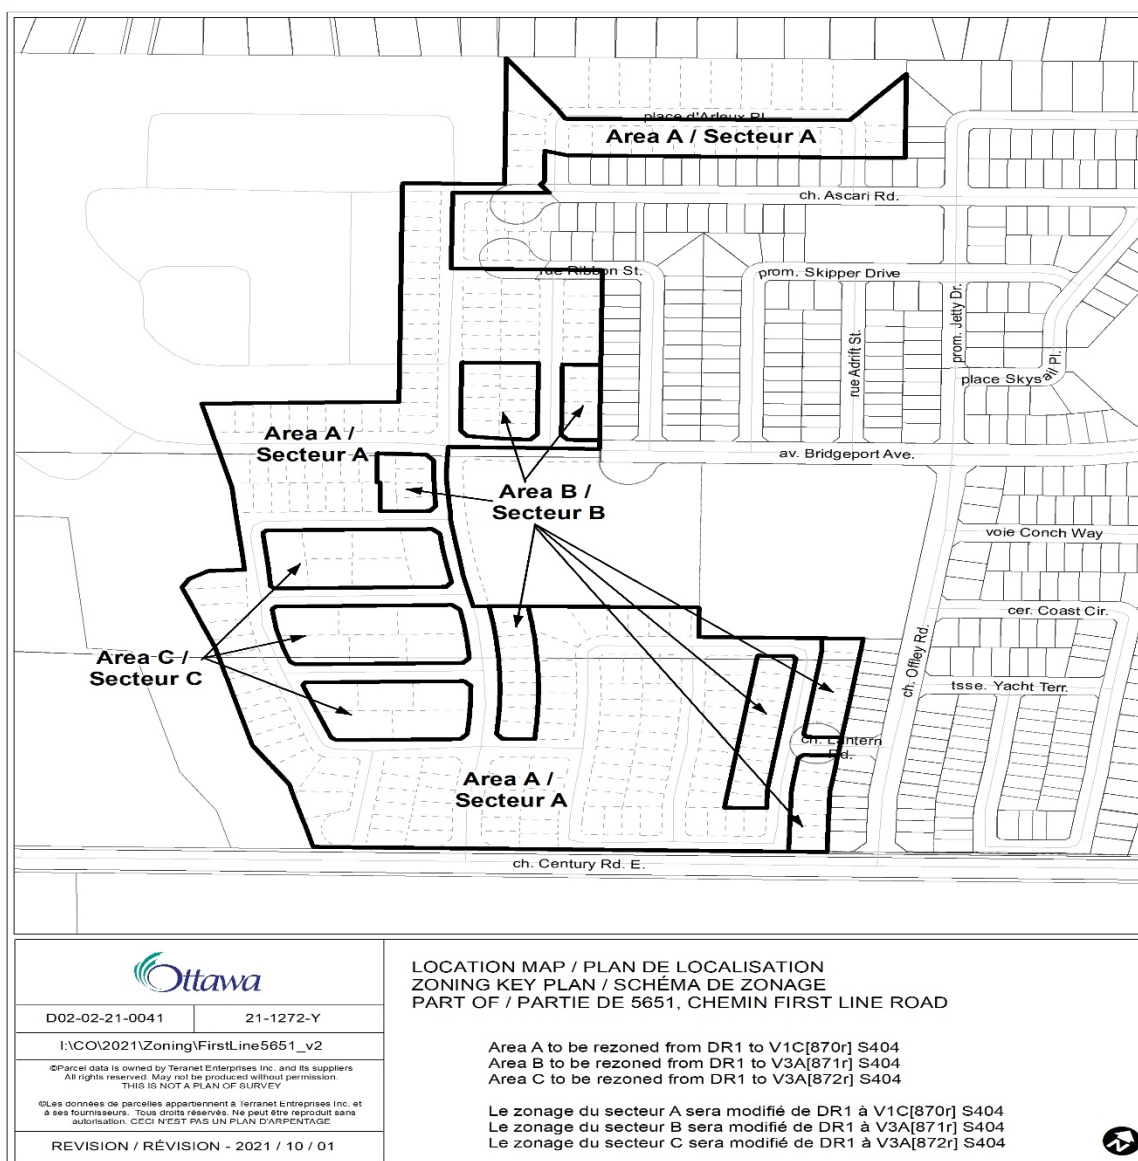 place d'Arleux Pl.
Area A / Secteur A
ch. Ascari Rd.
rue Ribbon St.
prom. Skipper Drive
prom. Jetty Dr.
rue Adrift St.
place Skysail Pl.
Area A /
Secteur A
av. Bridgeport Ave.
Area B /
Secteur B
voie Conch Way
cer. Coast Cir.
ch. Offley Rd.
Area C /
Secteur C
tsse. Yacht Terr.
ch. Lantern
Rd.
Area A /
Secteur A
ch. Century Rd. E.
Ottawa
D02-02-21-0041
21-1272-Y
I:\CO\2021\Zoning\FirstLine5651_v2
©Parcel data is owned by Teranet Enterprises Inc. and its suppliers
All rights reserved. May not be produced without permission.
THIS IS NOT A PLAN OF SURVEY
©Les données de parcelles appartiennent à Terranet Entreprises Inc. et
à ses fournisseurs. Tous droits réservés. Ne peut être reproduit sans
autorisation. CECI N'EST PAS UN PLAN D'ARPENTAGE
REVISION / RÉVISION - 2021 / 10 / 01
LOCATION MAP / PLAN DE LOCALISATION
ZONING KEY PLAN / SCHÉMA DE ZONAGE
PART OF / PARTIE DE 5651, CHEMIN FIRST LINE ROAD
Area A to be rezoned from DR1 to V1C[870r] S404
Area B to be rezoned from DR1 to V3A[871r] S404
Area C to be rezoned from DR1 to V3A[872r] S404
Le zonage du secteur A sera modifié de DR1 à V1C[870r] S404
Le zonage du secteur B sera modifié de DR1 à V3A[871r] S404
Le zonage du secteur C sera modifié de DR1 à V3A[872r] S404
N